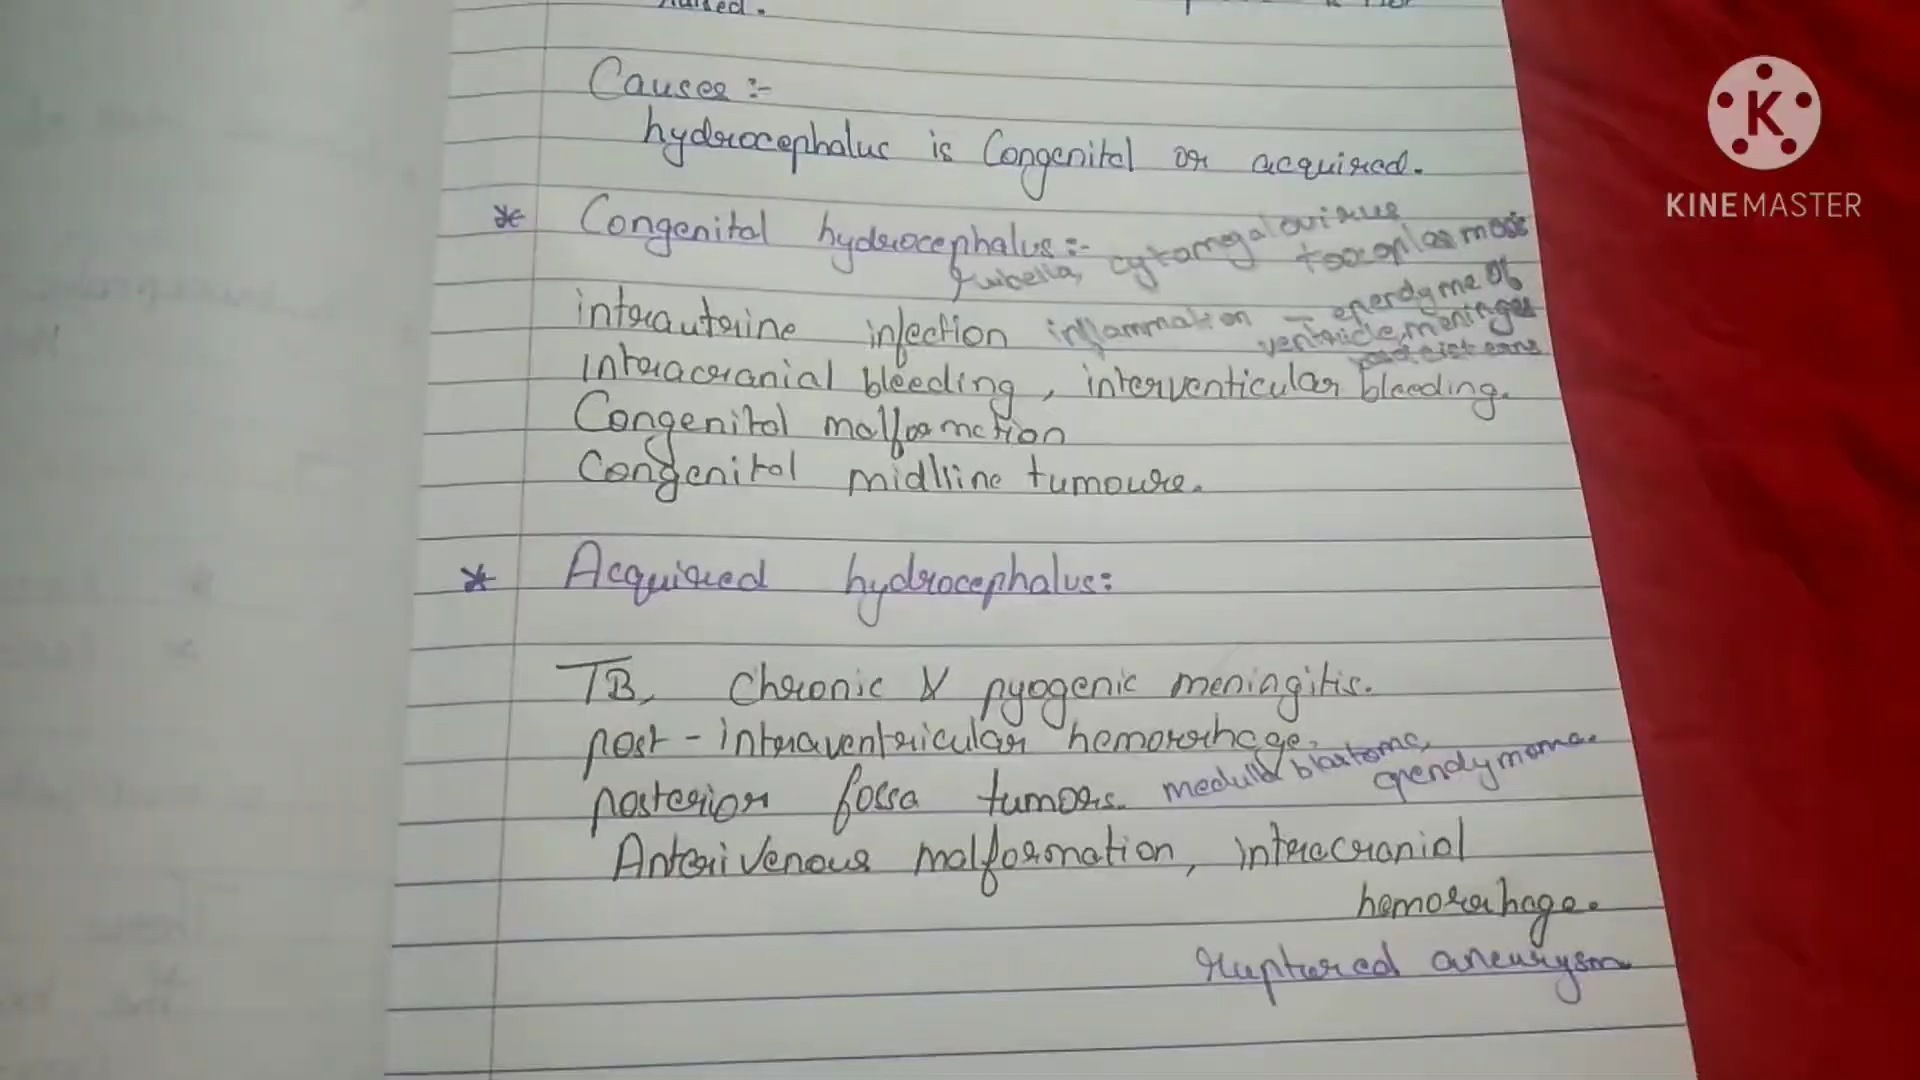 Causes :-
hydrocephalus is Congenital or acquired.
* Congenital hydrocephalus :-
rubella, cytomegalovirus
toxoplasmosis
intrauterine infection inflammation - ependyme of
ventricle, meninges
intracranial bleeding, interventicular bleeding.
Congenital malformation
Congenital midline tumours.
* Acquired hydrocephalus:
TB, Chronic & pyogenic meningitis.
post-intraventricular hemorrhage.
posterior fossa tumors. medulloblastoma,
ependymoma.
Arterivenous malformation, intracranial
hemorrhage.
ruptured aneurysm
KINEMASTER